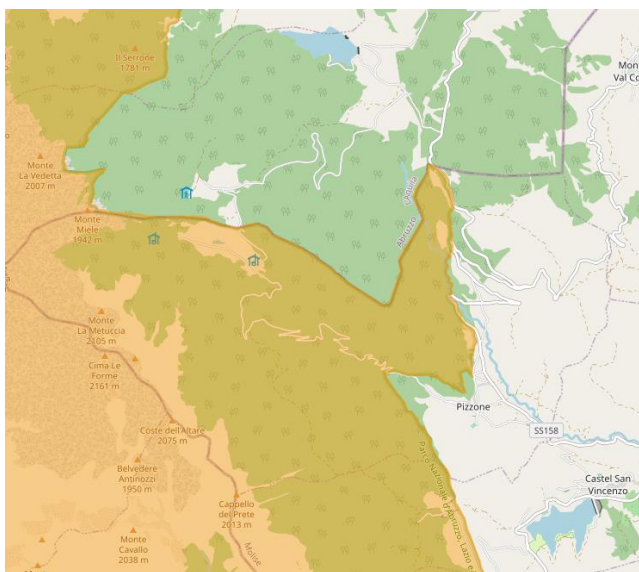 Il Serrone
1781 m
Mon
Val Co
Monte
La Vedetta
2007 m
Monte
Miele
1942 m
Aquila
Abruzzo
Monte
La Metuccia
2105 m
Cima Le
Forme
2161 m
Pizzone
Coste dell'Altare
2075 m
SS158
Belvedere
Antinozzi
1950 m
Castel San
Vincenzo
Cappello
del Prete
2013 m
Parco Nazionale d'Abruzzo, Lazio e
Molise
Monte
Cavallo
2038 m